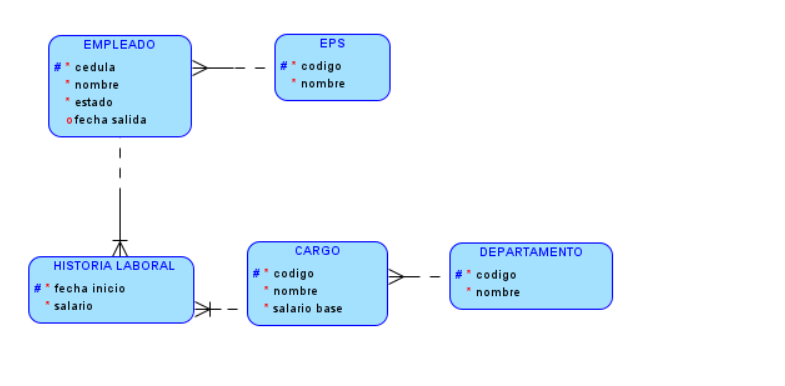 EMPLEADO
# * cedula
* nombre
* estado
o fecha salida
EPS
# * codigo
* nombre
HISTORIA LABORAL
# * fecha inicio
* salario
CARGO
# * codigo
* nombre
* salario base
DEPARTAMENTO
# * codigo
* nombre